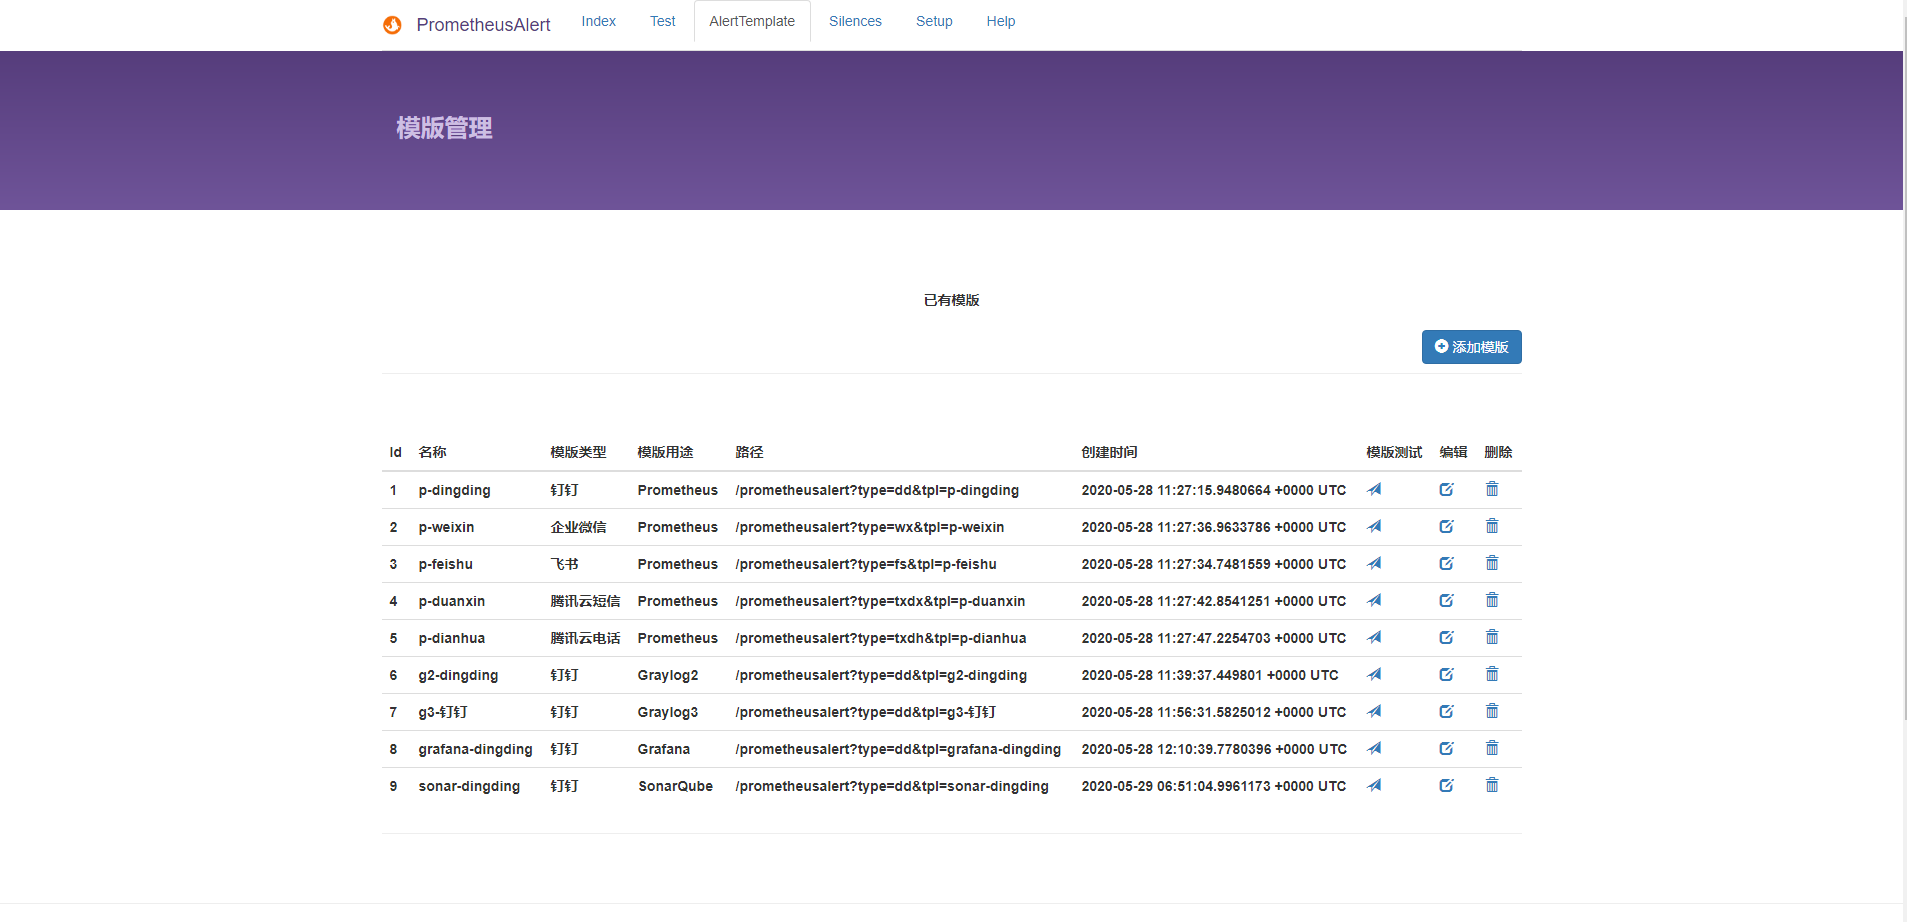 PrometheusAlert Index Test AlertTemplate Silences Setup Help
模版管理
已有模版
添加模版
Id 名称 模版类型 模版用途 路径 创建时间 模版测试 编辑 删除
1 p-dingding 钉钉 Prometheus /prometheusalert?type=dd&tpl=p-dingding 2020-05-28 11:27:15.9480664 +0000 UTC
2 p-weixin 企业微信 Prometheus /prometheusalert?type=wx&tpl=p-weixin 2020-05-28 11:27:36.9633786 +0000 UTC
3 p-feishu 飞书 Prometheus /prometheusalert?type=fs&tpl=p-feishu 2020-05-28 11:27:34.7481559 +0000 UTC
4 p-duanxin 腾讯云短信 Prometheus /prometheusalert?type=txdx&tpl=p-duanxin 2020-05-28 11:27:42.8541251 +0000 UTC
5 p-dianhua 腾讯云电话 Prometheus /prometheusalert?type=txdh&tpl=p-dianhua 2020-05-28 11:27:47.2254703 +0000 UTC
6 g2-dingding 钉钉 Graylog2 /prometheusalert?type=dd&tpl=g2-dingding 2020-05-28 11:39:37.449801 +0000 UTC
7 g3-钉钉 钉钉 Graylog3 /prometheusalert?type=dd&tpl=g3-钉钉 2020-05-28 11:56:31.5825012 +0000 UTC
8 grafana-dingding 钉钉 Grafana /prometheusalert?type=dd&tpl=grafana-dingding 2020-05-28 12:10:39.7780396 +0000 UTC
9 sonar-dingding 钉钉 SonarQube /prometheusalert?type=dd&tpl=sonar-dingding 2020-05-29 06:51:04.9961173 +0000 UTC